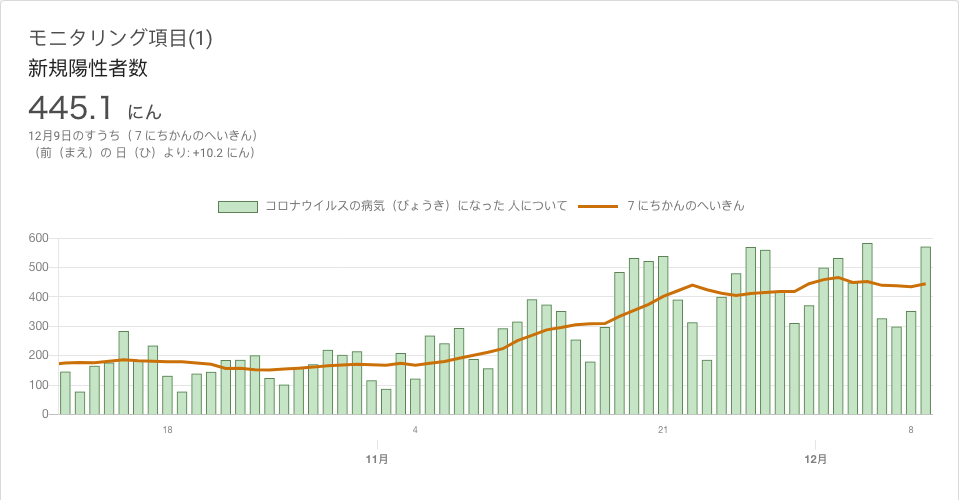 モニタリング項目(1)
新規陽性者数
445.1 にん
12月9日のすうち（７にちかんのへいきん）
（前（まえ）の 日（ひ）より: +10.2 にん）
コロナウイルスの病気（びょうき）になった 人について ７にちかんのへいきん
600
500
400
300
200
100
0
18 4 21 8
11月 12月